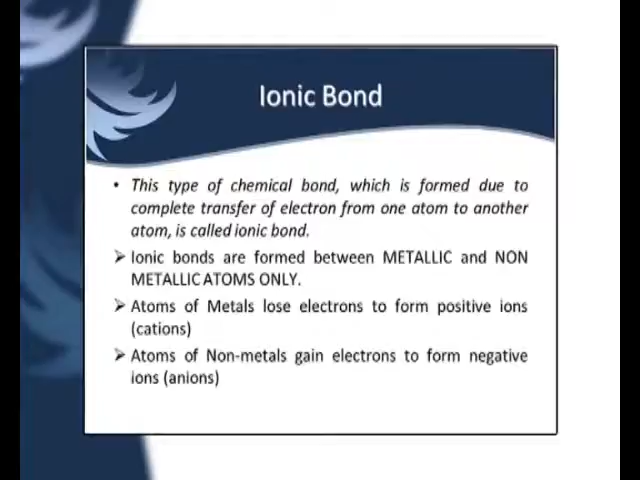 Ionic Bond
• This type of chemical bond, which is formed due to
complete transfer of electron from one atom to another
atom, is called ionic bond.
➢ Ionic bonds are formed between METALLIC and NON
METALLIC ATOMS ONLY.
➢ Atoms of Metals lose electrons to form positive ions
(cations)
➢ Atoms of Non-metals gain electrons to form negative
ions (anions)